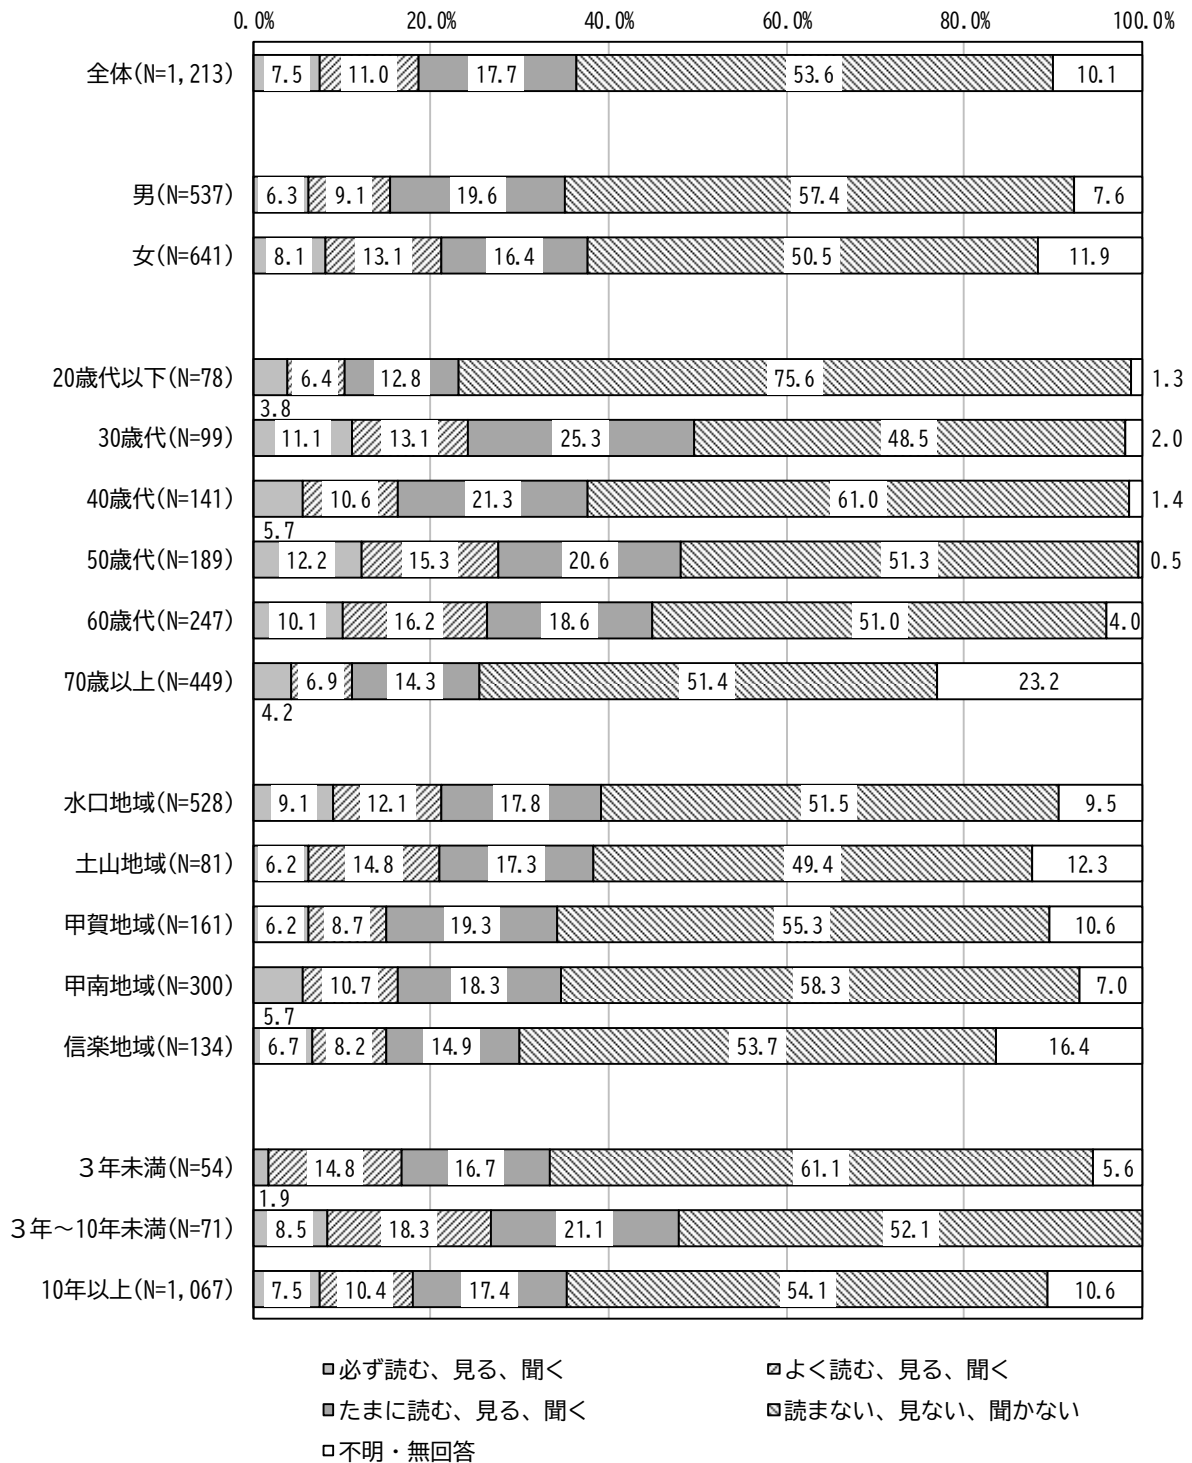 0.0% 20.0% 40.0% 60.0% 80.0% 100.0%
全体(N=1,213) 7.5 11.0 17.7 53.6 10.1
男(N=537) 6.3 9.1 19.6 57.4 7.6
女(N=641) 8.1 13.1 16.4 50.5 11.9
20歳代以下(N=78) 6.4 12.8 75.6 1.3
3.8
30歳代(N=99) 11.1 13.1 25.3 48.5 2.0
40歳代(N=141) 10.6 21.3 61.0 1.4
5.7
50歳代(N=189) 12.2 15.3 20.6 51.3 0.5
60歳代(N=247) 10.1 16.2 18.6 51.0 4.0
70歳以上(N=449) 6.9 14.3 51.4 23.2
4.2
水口地域(N=528) 9.1 12.1 17.8 51.5 9.5
土山地域(N=81) 6.2 14.8 17.3 49.4 12.3
甲賀地域(N=161) 6.2 8.7 19.3 55.3 10.6
甲南地域(N=300) 10.7 18.3 58.3 7.0
5.7
信楽地域(N=134) 6.7 8.2 14.9 53.7 16.4
３年未満(N=54) 14.8 16.7 61.1 5.6
1.9
３年～10年未満(N=71) 8.5 18.3 21.1 52.1
10年以上(N=1,067) 7.5 10.4 17.4 54.1 10.6
必ず読む、見る、聞く よく読む、見る、聞く
たまに読む、見る、聞く 読まない、見ない、聞かない
不明・無回答